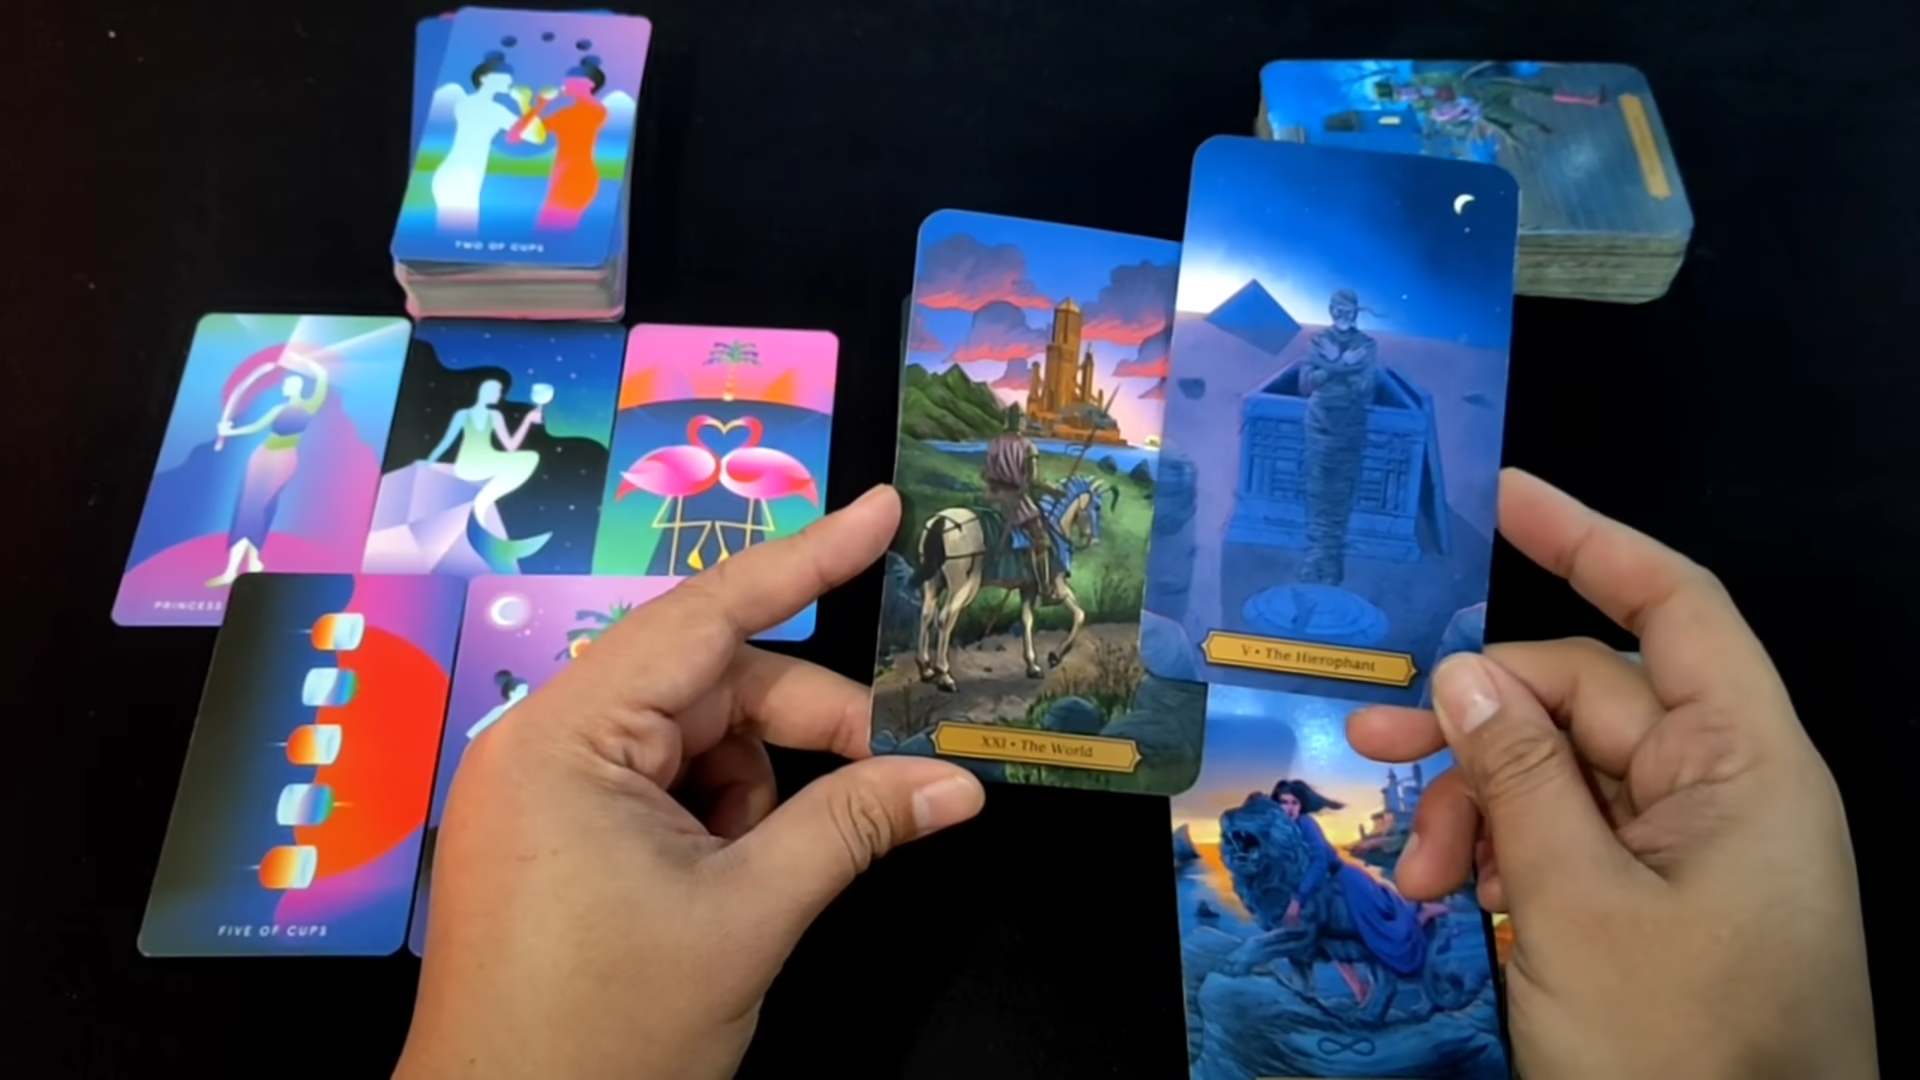 TWO OF CUPS
PRINCESS
V • The Hierophant
XXI • The World
FIVE OF CUPS